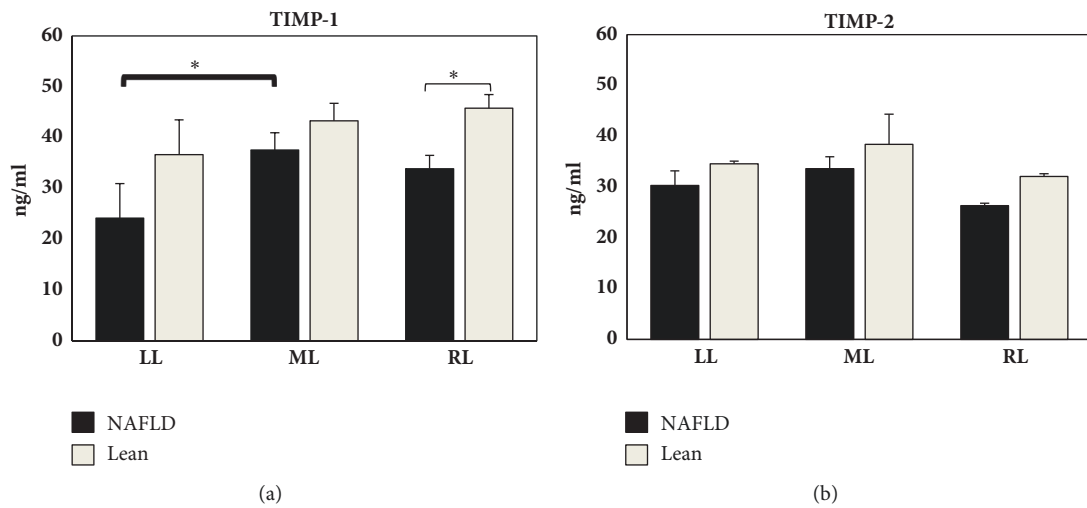 TIMP-1
60
50
40
30
20
10
0
ng/ml
*
*
LL ML RL
NAFLD
Lean
(a)
TIMP-2
60
50
40
30
20
10
0
ng/ml
LL ML RL
NAFLD
Lean
(b)